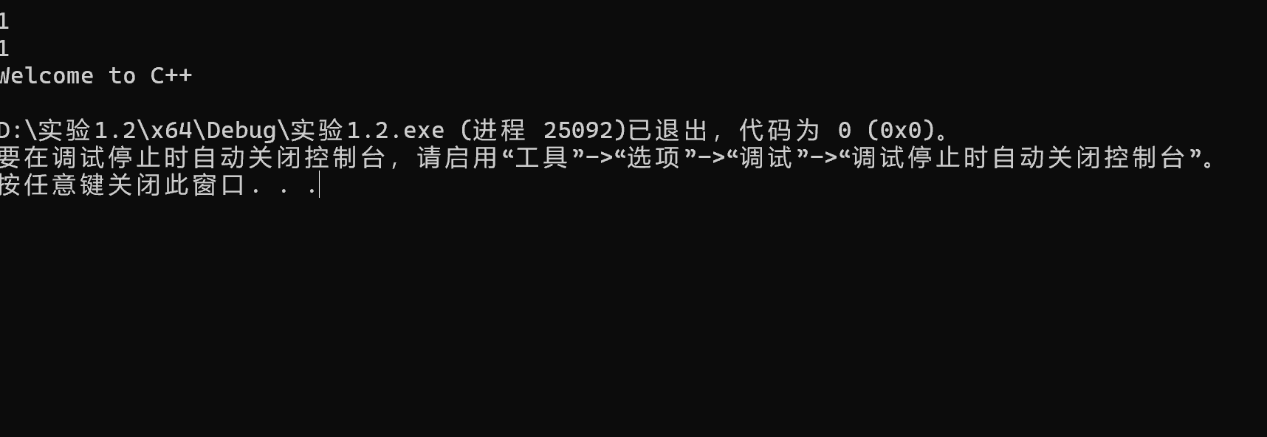 1
1
Welcome to C++
D:\实验1.2\x64\Debug\实验1.2.exe (进程 25092)已退出，代码为 0 (0x0)。
要在调试停止时自动关闭控制台，请启用“工具”->“选项”->“调试”->“调试停止时自动关闭控制台”。
按任意键关闭此窗口. . .